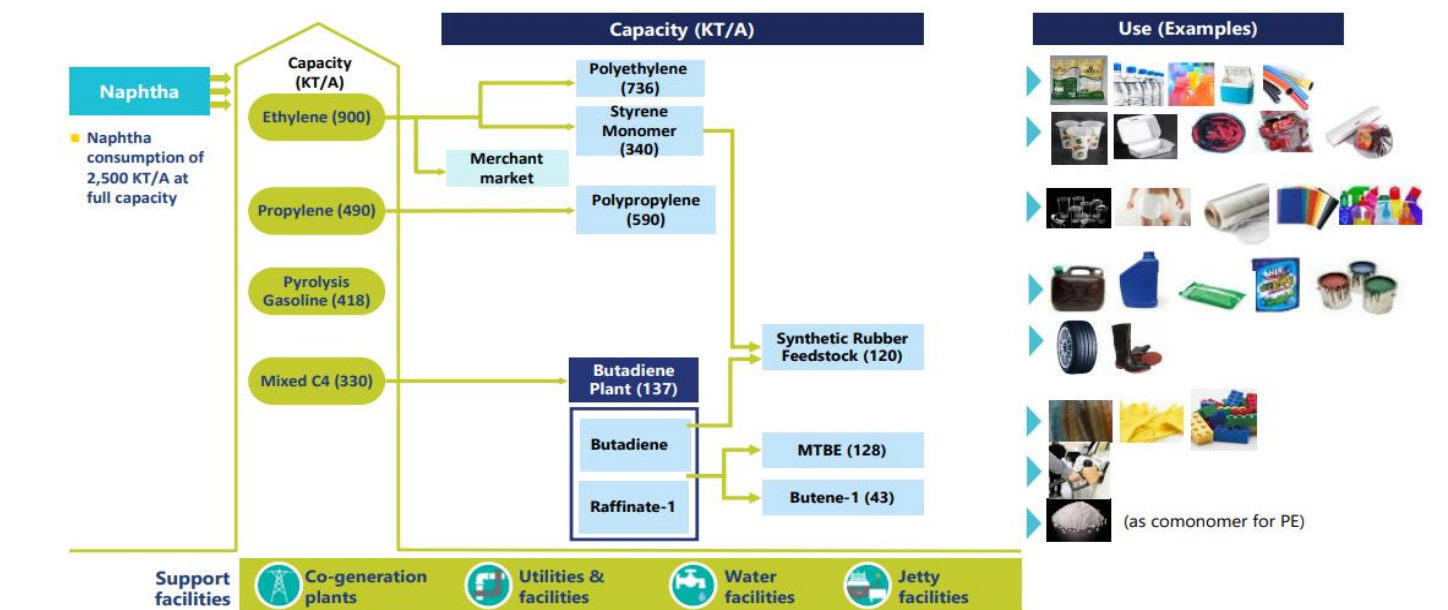 Capacity (KT/A)
Use (Examples)
Naphtha
Naphtha
consumption of
2,500 KT/A at
full capacity
Capacity
(KT/A)
Ethylene (900)
Propylene (490)
Pyrolysis
Gasoline (418)
Mixed C4 (330)
Merchant
market
Polyethylene
(736)
Styrene
Monomer
(340)
Polypropylene
(590)
Butadiene
Plant (137)
Butadiene
Raffinate-1
Synthetic Rubber
Feedstock (120)
MTBE (128)
Butene-1 (43)
(as comonomer for PE)
Support
facilities
Co-generation
plants
Utilities &
facilities
Water
facilities
Jetty
facilities